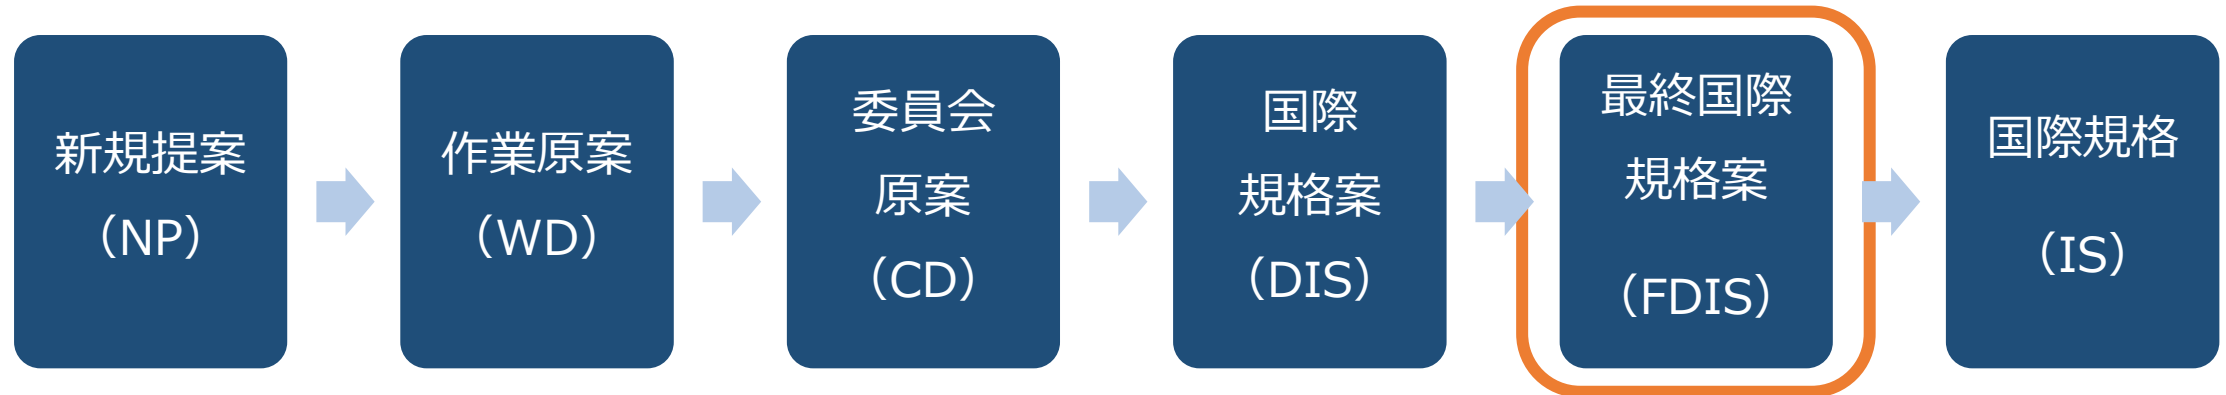 新規提案
（NP）
作業原案
（WD）
委員会
原案
（CD）
国際
規格案
（DIS）
最終国際
規格案
（FDIS）
国際規格
（IS）